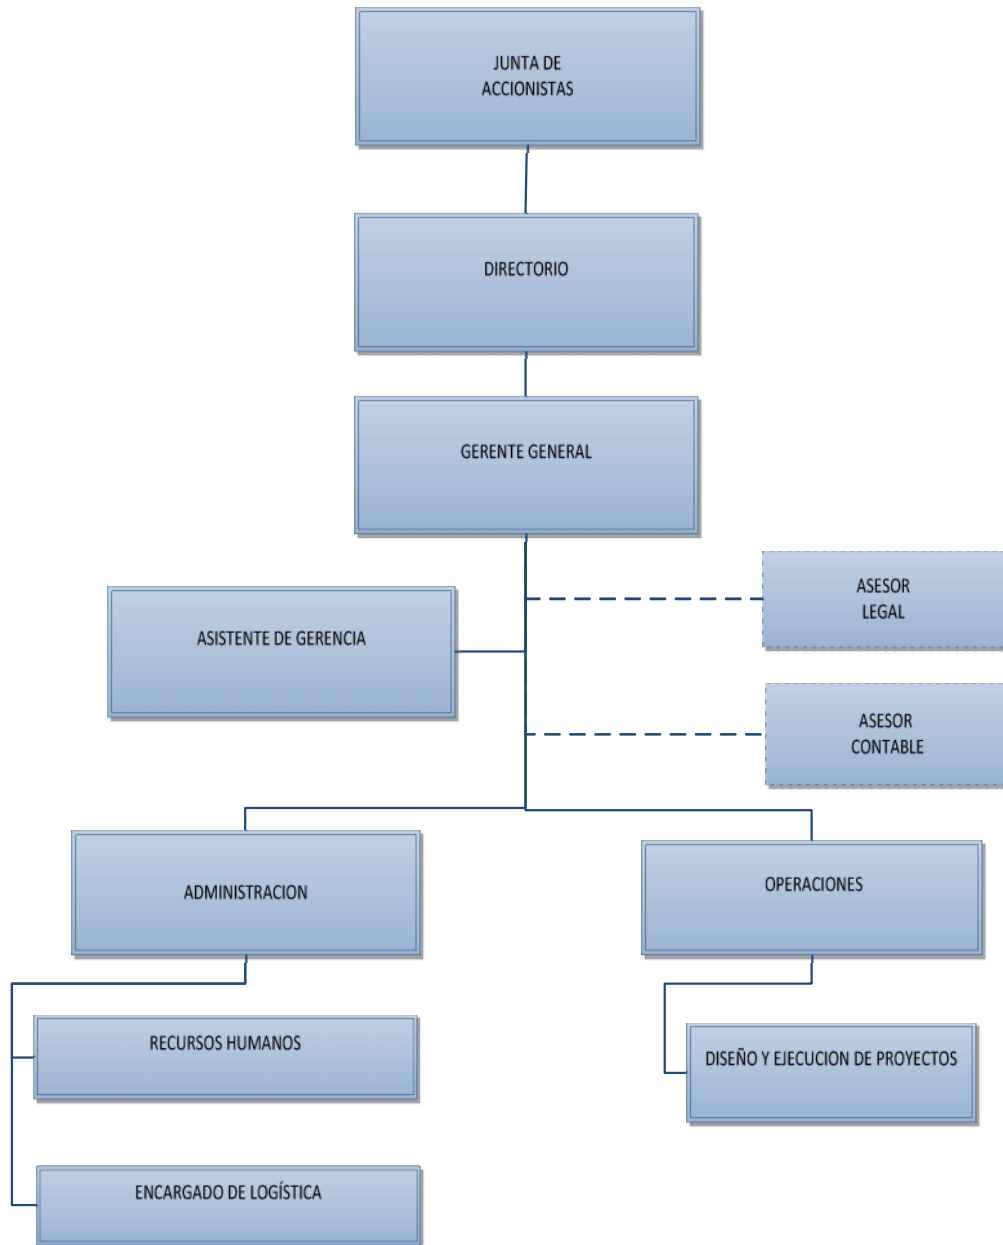 JUNTA DE
ACCIONISTAS
DIRECTORIO
GERENTE GENERAL
ASESOR
LEGAL
ASISTENTE DE GERENCIA
ASESOR
CONTABLE
ADMINISTRACION
OPERACIONES
RECURSOS HUMANOS
DISEÑO Y EJECUCION DE PROYECTOS
ENCARGADO DE LOGÍSTICA